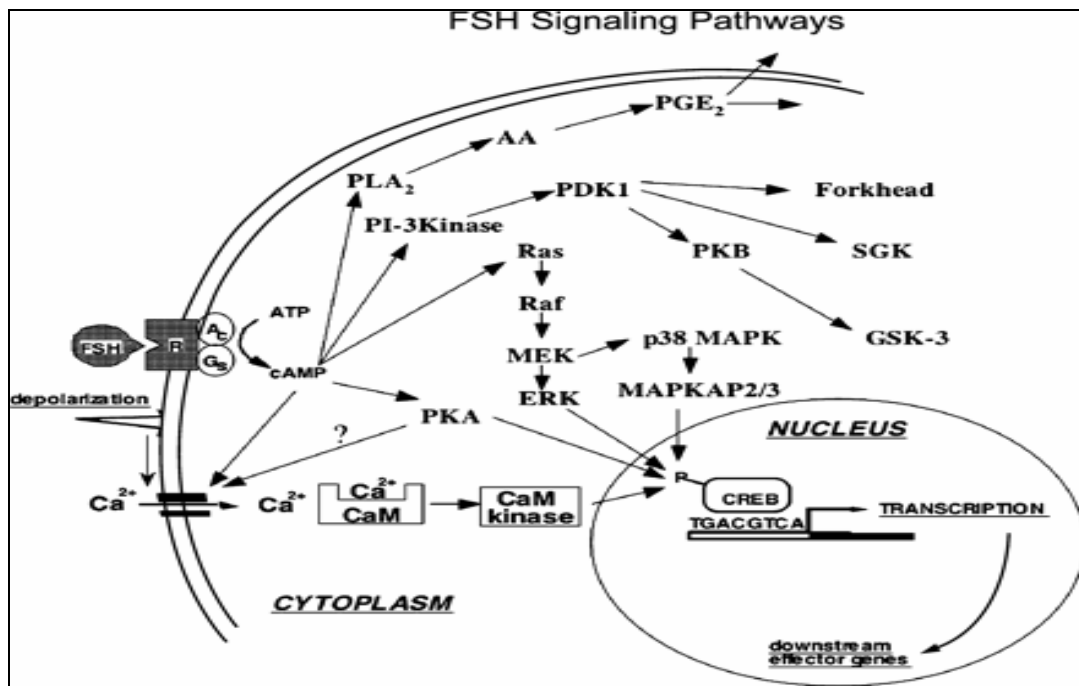 FSH Signaling Pathways
PGE2
AA
PLA2
PDK1
Forkhead
PI-3Kinase
Ras
PKB
SGK
ATP
Raf
AC
FSH
R
GS
cAMP
MEK
p38 MAPK
GSK-3
depolarization
ERK
MAPKAP2/3
PKA
NUCLEUS
?
P
Ca2+
Ca2+
Ca2+
CaM
CaM
kinase
CREB
TGACGTCA
TRANSCRIPTION
CYTOPLASM
downstream
effector genes